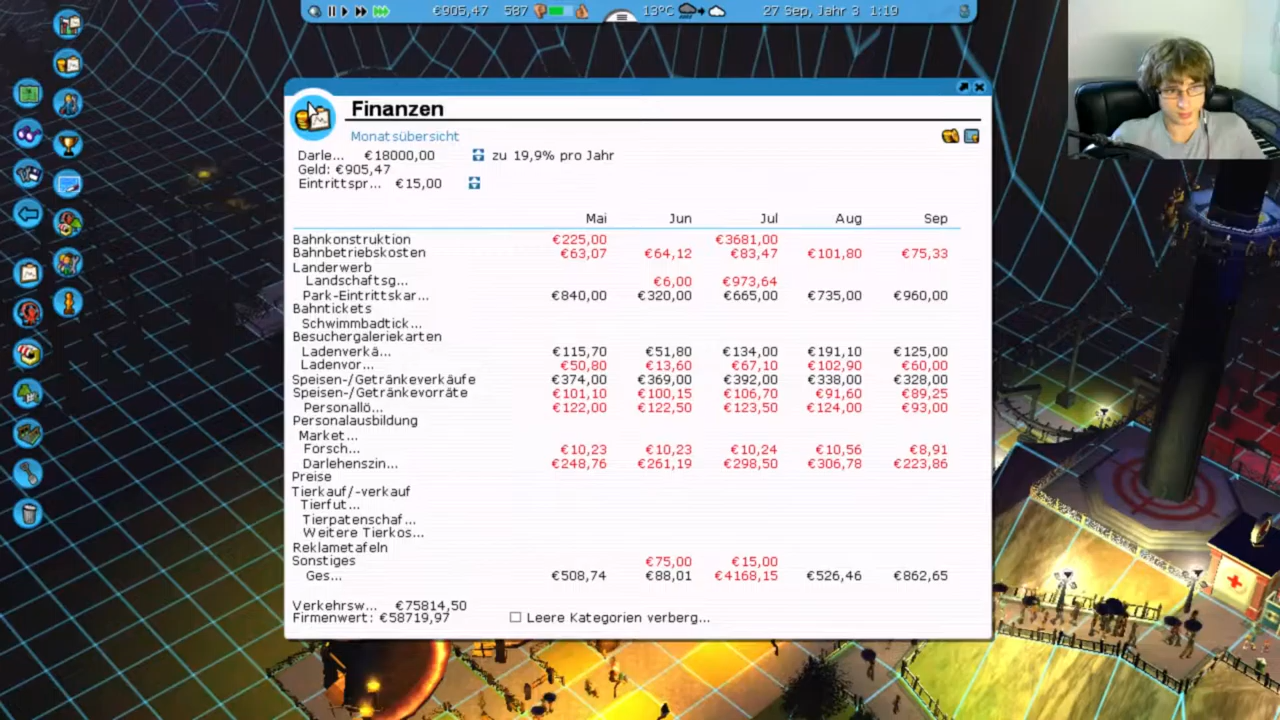 €905,47 587 13°C 27 Sep, Jahr 3 1:19
Finanzen
Monatsübersicht
Darle... €18000,00 zu 19,9% pro Jahr
Geld: €905,47
Eintrittspr... €15,00
Mai Jun Jul Aug Sep
Bahnkonstruktion €225,00 €3681,00
Bahnbetriebskosten €63,07 €64,12 €83,47 €101,80 €75,33
Landerwerb
Landschaftsg... €6,00 €973,64
Park-Eintrittskar... €840,00 €320,00 €665,00 €735,00 €960,00
Bahntickets
Schwimmbadtick...
Besuchergaleriekarten
Ladenverkä... €115,70 €51,80 €134,00 €191,10 €125,00
Ladenvor... €50,80 €13,60 €67,10 €102,90 €60,00
Speisen-/Getränkeverkäufe €374,00 €369,00 €392,00 €338,00 €328,00
Speisen-/Getränkevorräte €101,10 €100,15 €106,70 €91,60 €89,25
Personallö... €122,00 €122,50 €123,50 €124,00 €93,00
Personalausbildung
Market...
Forsch... €10,23 €10,23 €10,24 €10,56 €8,91
Darlehenszin... €248,76 €261,19 €298,50 €306,78 €223,86
Preise
Tierkauf/-verkauf
Tierfut...
Tierpatenschaf...
Weitere Tierkos...
Reklametafeln
Sonstiges €75,00 €15,00
Ges... €508,74 €88,01 €4168,15 €526,46 €862,65
Verkehrsw... €75814,50
Firmenwert: €58719,97
Leere Kategorien verberg...